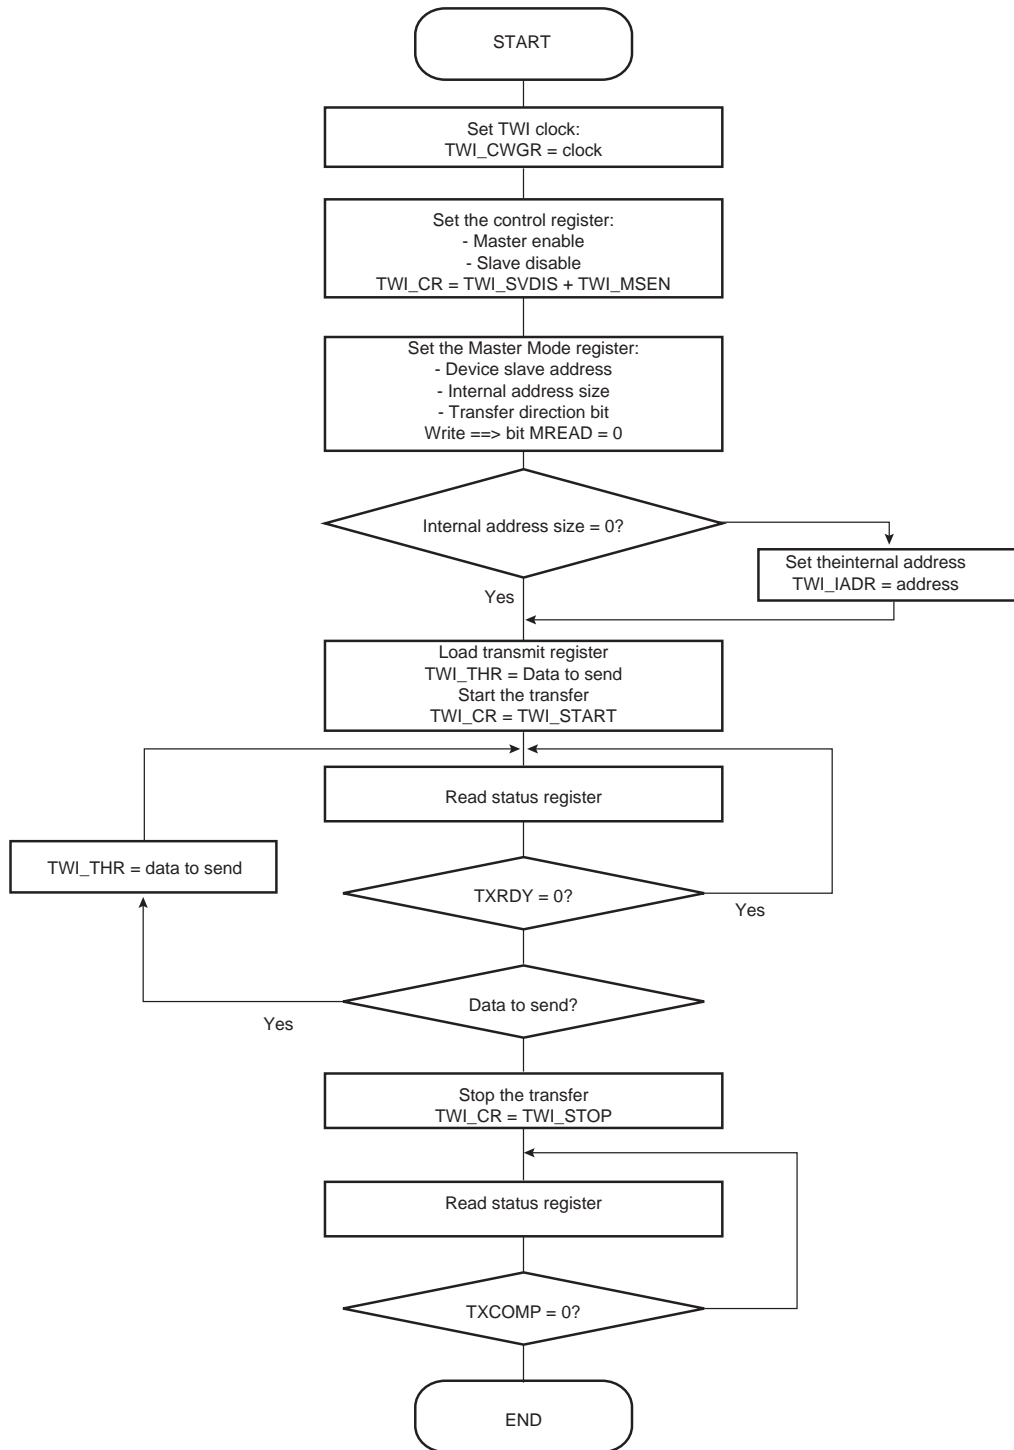 START
Set TWI clock:
TWI_CWGR = clock
Set the control register:
- Master enable
- Slave disable
TWI_CR = TWI_SVDIS + TWI_MSEN
Set the Master Mode register:
- Device slave address
- Internal address size
- Transfer direction bit
Write ==> bit MREAD = 0
Internal address size = 0?
Set theinternal address
TWI_IADR = address
Yes
Load transmit register
TWI_THR = Data to send
Start the transfer
TWI_CR = TWI_START
Read status register
TWI_THR = data to send
TXRDY = 0?
Yes
Data to send?
Yes
Stop the transfer
TWI_CR = TWI_STOP
Read status register
TXCOMP = 0?
END